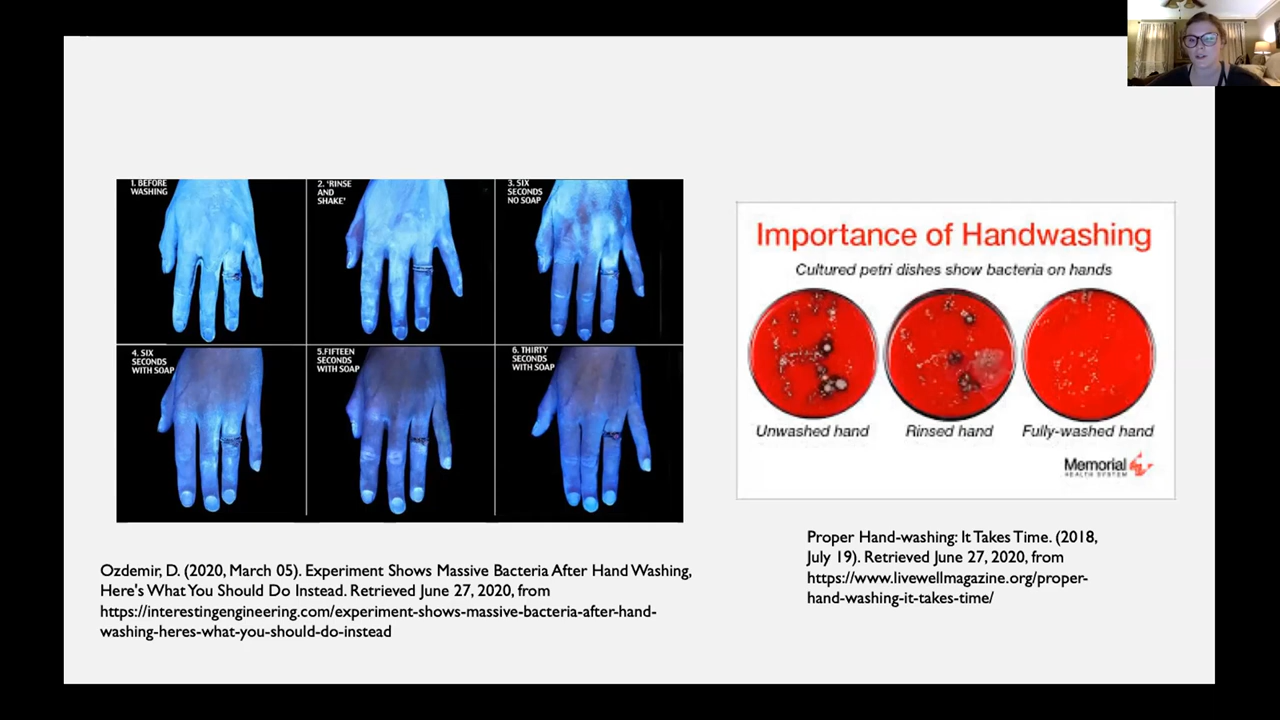 1. BEFORE
WASHING
2. 'RINSE
AND
SHAKE'
3. SIX
SECONDS
NO SOAP
4. SIX
SECONDS
WITH SOAP
5.FIFTEEN
SECONDS
WITH SOAP
6. THIRTY
SECONDS
WITH SOAP
Ozdemir, D. (2020, March 05). Experiment Shows Massive Bacteria After Hand Washing,
Here's What You Should Do Instead. Retrieved June 27, 2020, from
https://interestingengineering.com/experiment-shows-massive-bacteria-after-hand-
washing-heres-what-you-should-do-instead
Importance of Handwashing
Cultured petri dishes show bacteria on hands
Unwashed hand
Rinsed hand
Fully-washed hand
Memorial
HEALTH SYSTEM
Proper Hand-washing: It Takes Time. (2018,
July 19). Retrieved June 27, 2020, from
https://www.livewellmagazine.org/proper-
hand-washing-it-takes-time/